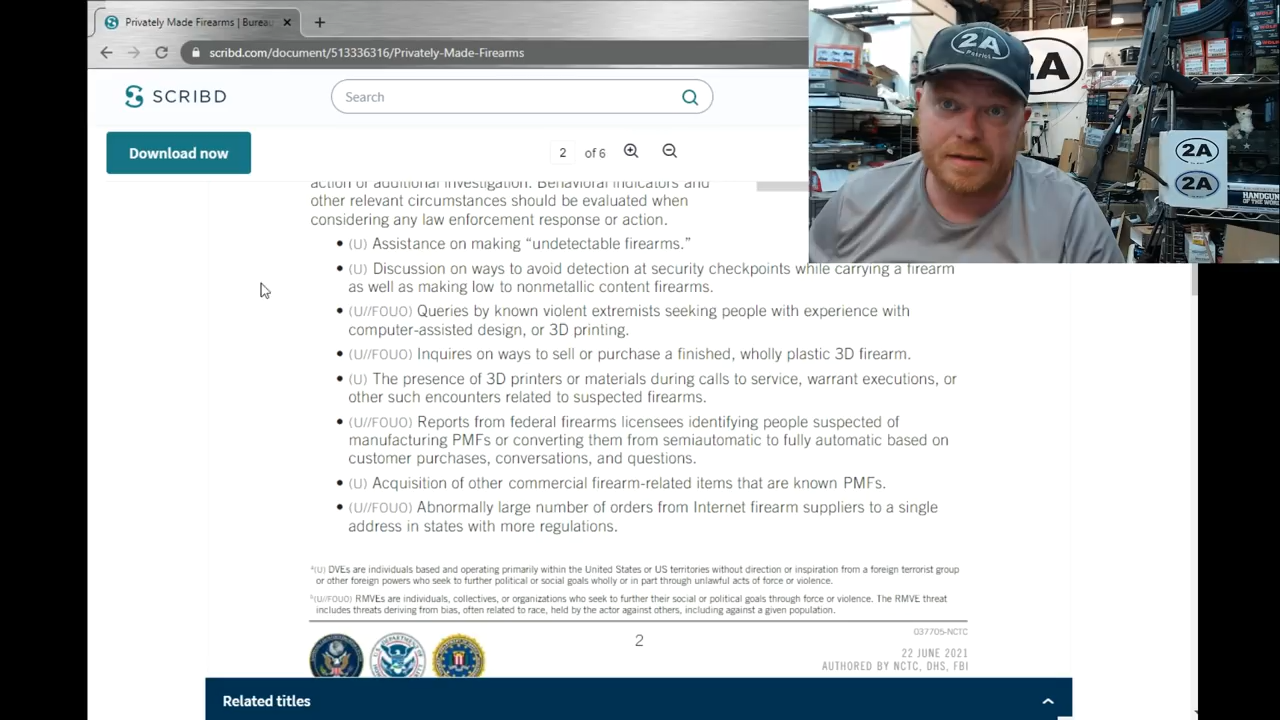 Privately Made Firearms | Bureau
scribd.com/document/513336316/Privately-Made-Firearms
SCRIBD
Search
Download now
2 of 6
action or additional investigation. Behavioral indicators and
other relevant circumstances should be evaluated when
considering any law enforcement response or action.
• (U) Assistance on making “undetectable firearms.”
• (U) Discussion on ways to avoid detection at security checkpoints while carrying a firearm
as well as making low to nonmetallic content firearms.
• (U//FOUO) Queries by known violent extremists seeking people with experience with
computer-assisted design, or 3D printing.
• (U//FOUO) Inquires on ways to sell or purchase a finished, wholly plastic 3D firearm.
• (U) The presence of 3D printers or materials during calls to service, warrant executions, or
other such encounters related to suspected firearms.
• (U//FOUO) Reports from federal firearms licensees identifying people suspected of
manufacturing PMFs or converting them from semiautomatic to fully automatic based on
customer purchases, conversations, and questions.
• (U) Acquisition of other commercial firearm-related items that are known PMFs.
• (U//FOUO) Abnormally large number of orders from Internet firearm suppliers to a single
address in states with more regulations.
a(U) DVEs are individuals based and operating primarily within the United States or US territories without direction or inspiration from a foreign terrorist group
or other foreign powers who seek to further political or social goals wholly or in part through unlawful acts of force or violence.
b(U//FOUO) RMVEs are individuals, collectives, or organizations who seek to further their social or political goals through force or violence. The RMVE threat
includes threats deriving from bias, often related to race, held by the actor against others, including against a given population.
037705-NCTC
2
22 JUNE 2021
AUTHORED BY NCTC, DHS, FBI
Related titles
2A
Patriot
2A
2A
2A
HANDGUN
OF THE WOR